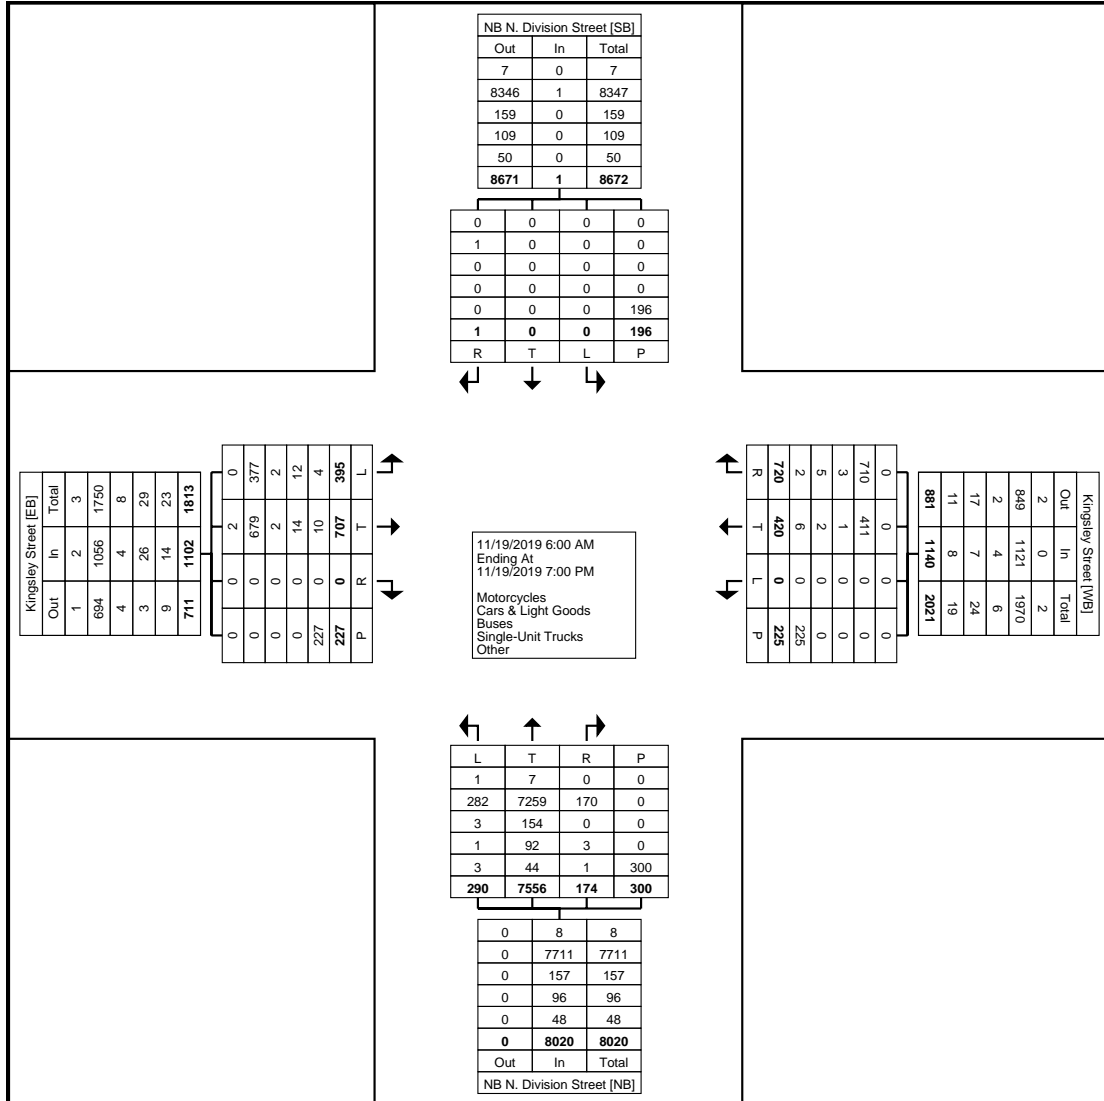 NB N. Division Street [SB]
Out In Total
7 0 7
8346 1 8347
159 0 159
109 0 109
50 0 50
8671 1 8672
0 0 0 0
1 0 0 0
0 0 0 0
0 0 0 0
0 0 0 196
1 0 0 196
R T L P
Kingsley Street [EB]
Total 3 1750 8 29 23 1813
In 2 1056 4 26 14 1102
Out 1 694 4 3 9 711
0 377 2 12 4 395 L
2 679 2 14 10 707 T
0 0 0 0 0 0 R
0 0 0 0 227 227 P
11/19/2019 6:00 AM
Ending At
11/19/2019 7:00 PM
Motorcycles
Cars & Light Goods
Buses
Single-Unit Trucks
Other
R 720 2 5 3 710 0
T 420 6 2 1 411 0
L 0 0 0 0 0 0
P 225 225 0 0 0 0
Kingsley Street [WB]
881 11 17 2 849 2 Out
1140 8 7 4 1121 0 In
2021 19 24 6 1970 2 Total
L T R P
1 7 0 0
282 7259 170 0
3 154 0 0
1 92 3 0
3 44 1 300
290 7556 174 300
0 8 8
0 7711 7711
0 157 157
0 96 96
0 48 48
0 8020 8020
Out In Total
NB N. Division Street [NB]